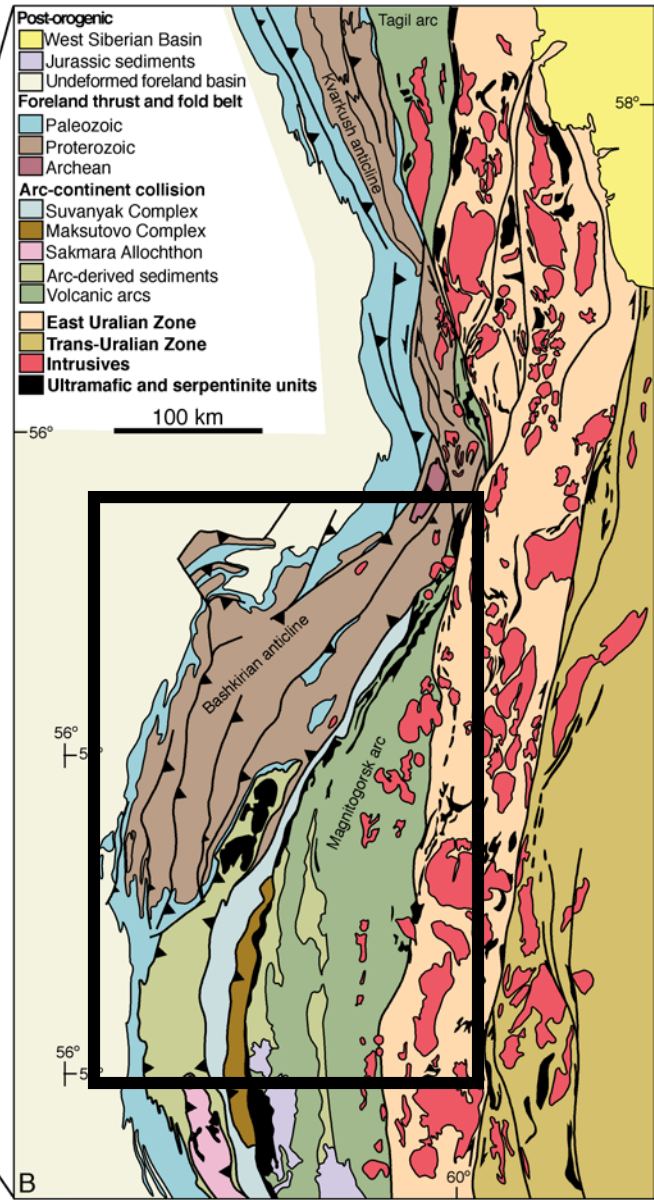 Post-orogenic
West Siberian Basin
Jurassic sediments
Undeformed foreland basin
Foreland thrust and fold belt
Paleozoic
Proterozoic
Archean
Arc-continent collision
Suvanyak Complex
Maksutovo Complex
Sakmara Allochthon
Arc-derived sediments
Volcanic arcs
East Uralian Zone
Trans-Uralian Zone
Intrusives
Ultramafic and serpentinite units
100 km
Tagil arc
Kvarkush anticline
58°
56°
Bashkirian anticline
56°
Magnitogorsk arc
56°
60°
B